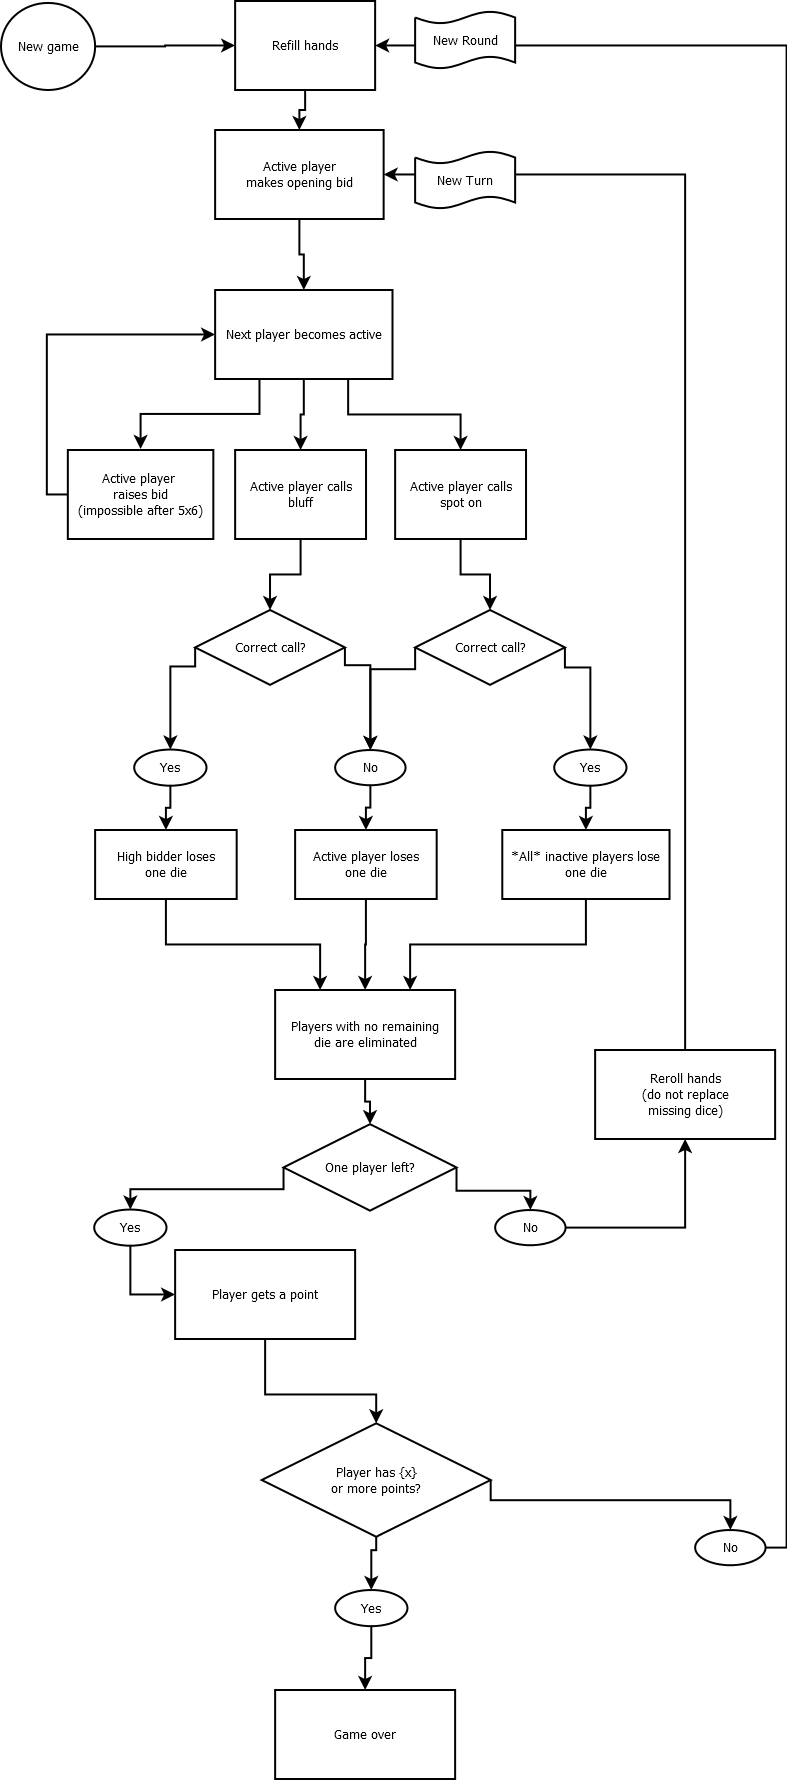 New game
Refill hands
New Round
Active player
makes opening bid
New Turn
Next player becomes active
Active player
raises bid
(impossible after 5x6)
Active player calls
bluff
Active player calls
spot on
Correct call?
Correct call?
Yes
No
Yes
High bidder loses
one die
Active player loses
one die
*All* inactive players lose
one die
Players with no remaining
die are eliminated
Reroll hands
(do not replace
missing dice)
One player left?
Yes
No
Player gets a point
Player has {x}
or more points?
No
Yes
Game over